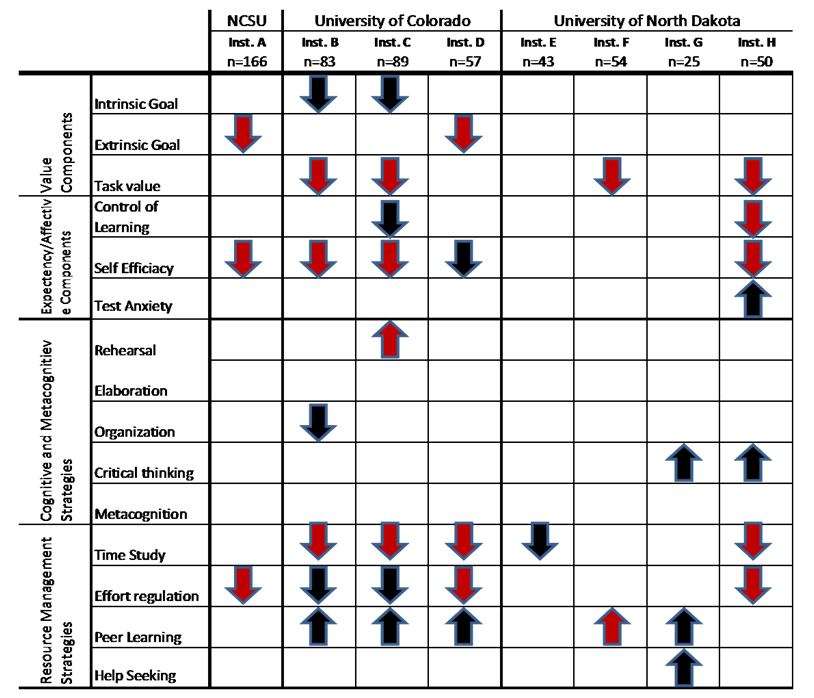 NCSU University of Colorado University of North Dakota
Inst. A Inst. B Inst. C Inst. D Inst. E Inst. F Inst. G Inst. H
n=166 n=83 n=89 n=57 n=43 n=54 n=25 n=50
Value
Components
Intrinsic Goal
Extrinsic Goal
Task value
Expectency/Affectiv
e Components
Control of
Learning
Self Efficiacy
Test Anxiety
Cognitive and Metacognitiev
Strategies
Rehearsal
Elaboration
Organization
Critical thinking
Metacognition
Resource Management
Strategies
Time Study
Effort regulation
Peer Learning
Help Seeking